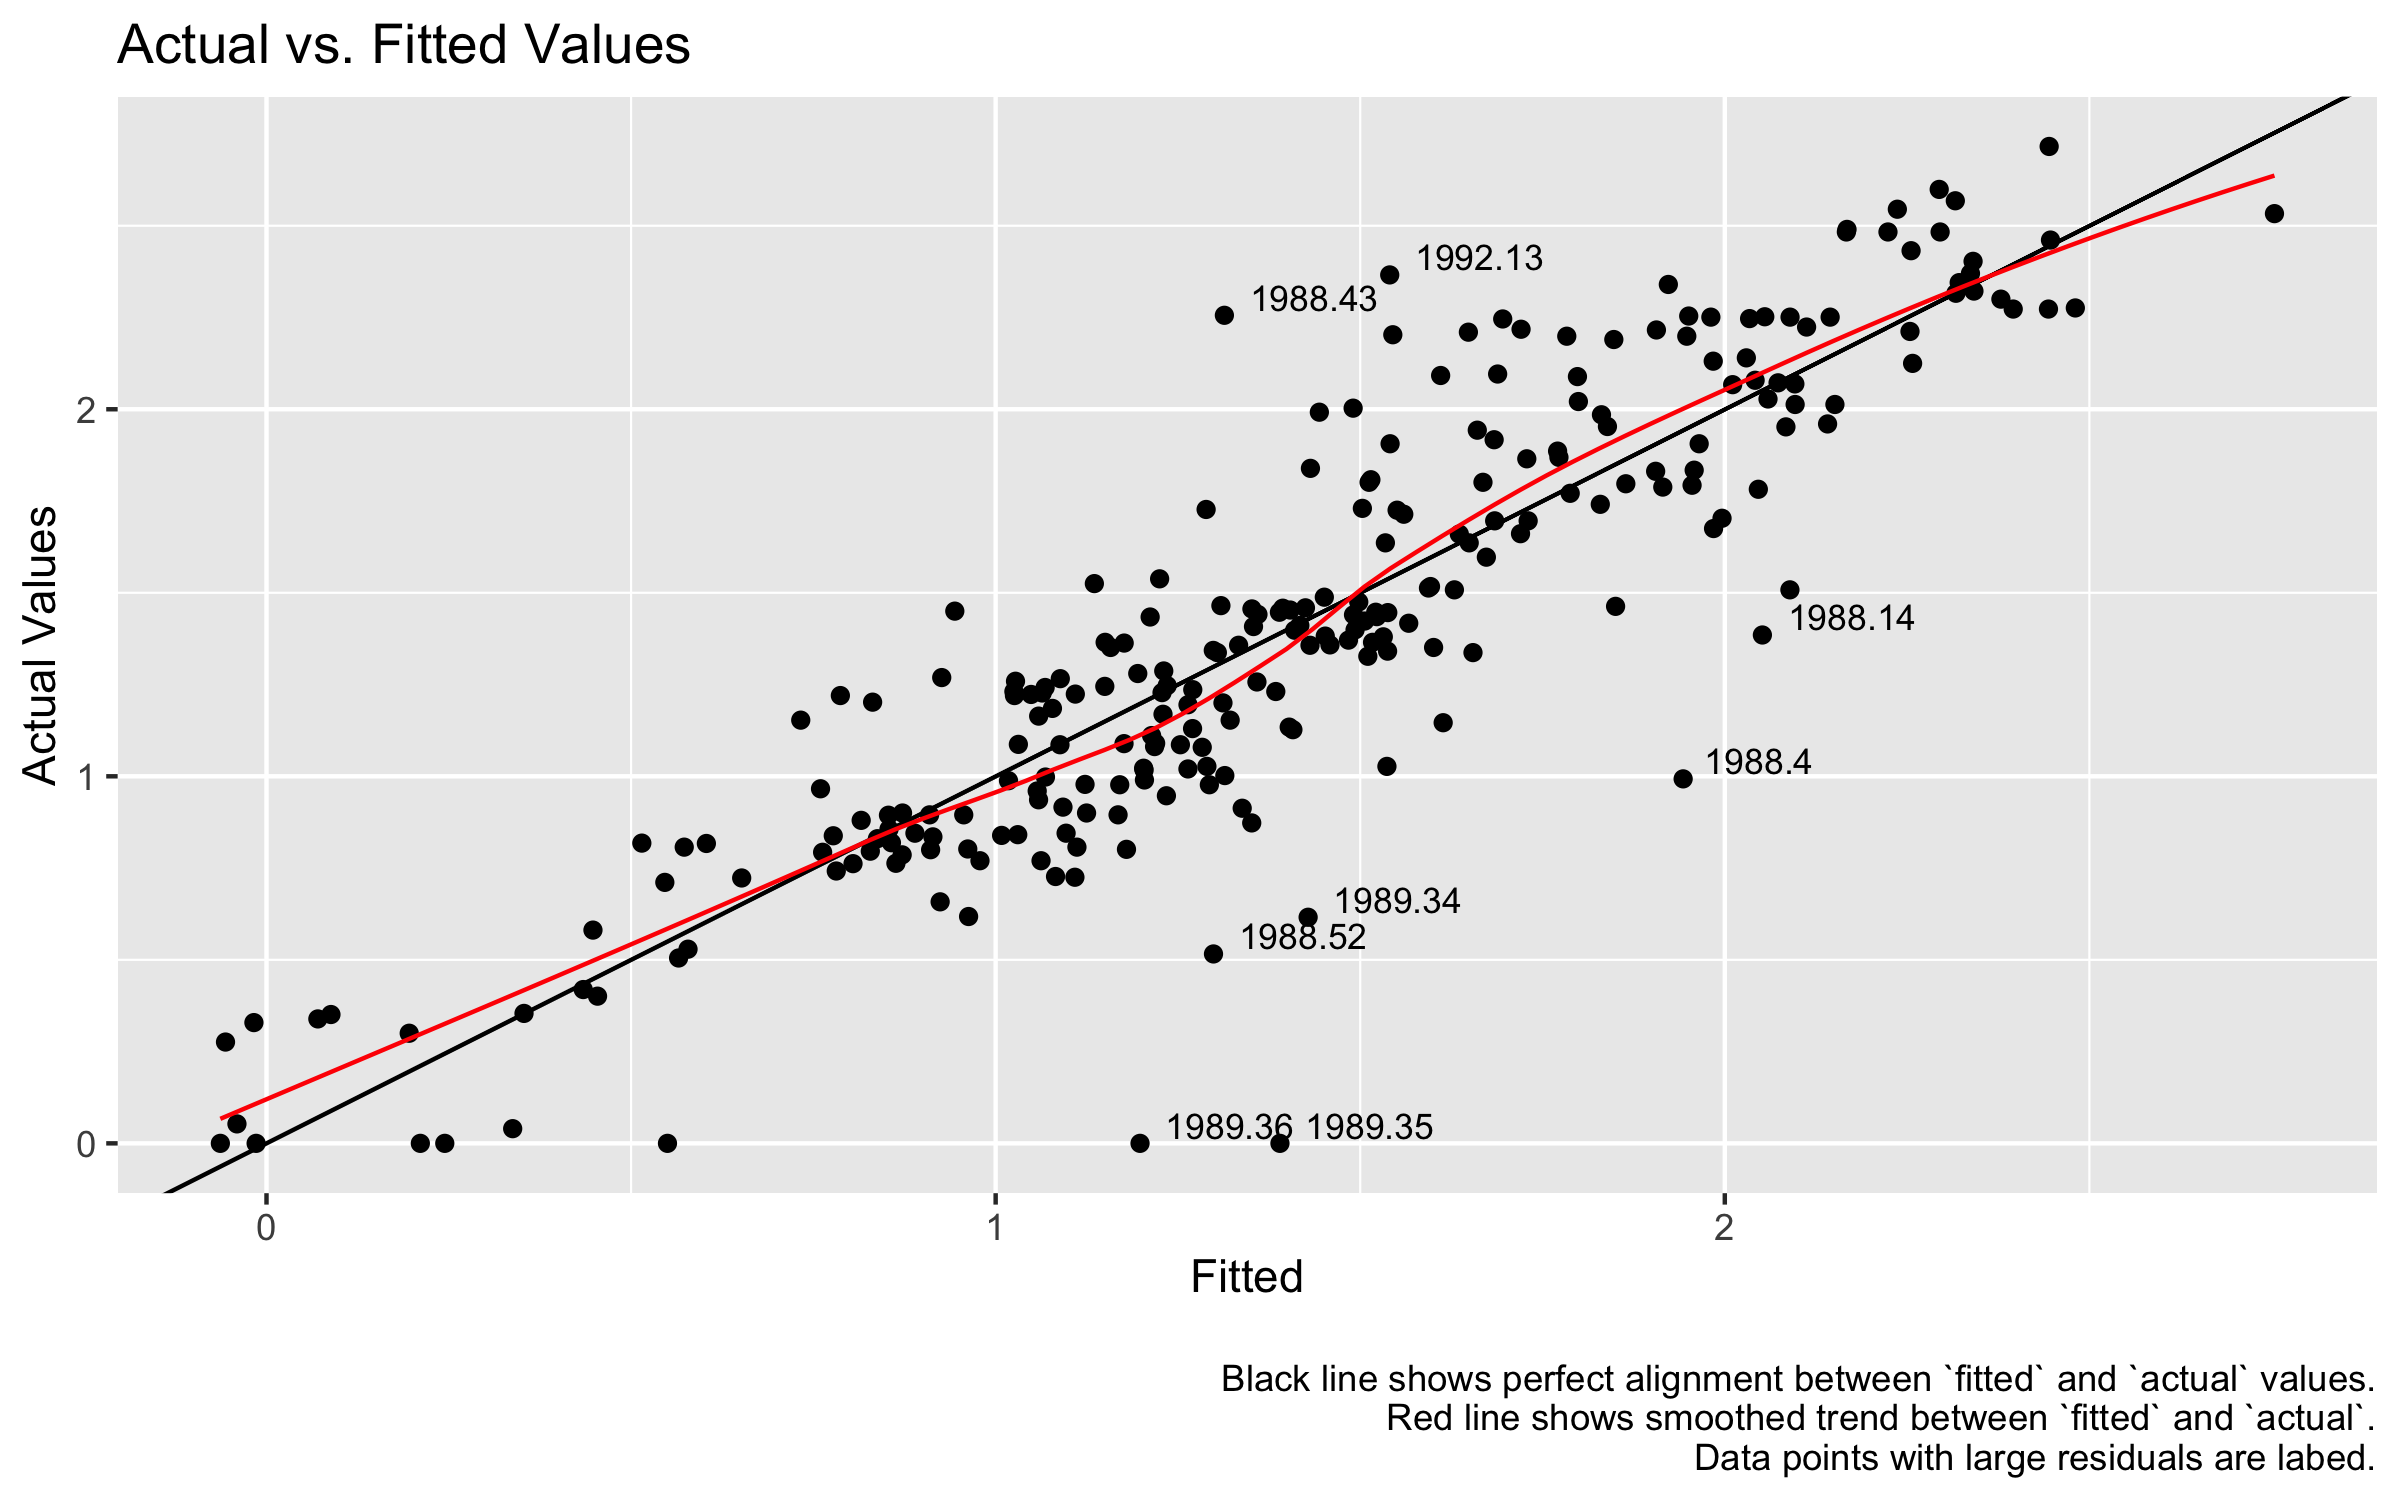 Actual vs. Fitted Values
Actual Values
2
1
0
1992.13
1988.43
1988.14
1988.4
1989.34
1988.52
1989.36
1989.35
0
1
2
Fitted
Black line shows perfect alignment between `fitted` and `actual` values.
Red line shows smoothed trend between `fitted` and `actual`.
Data points with large residuals are labed.